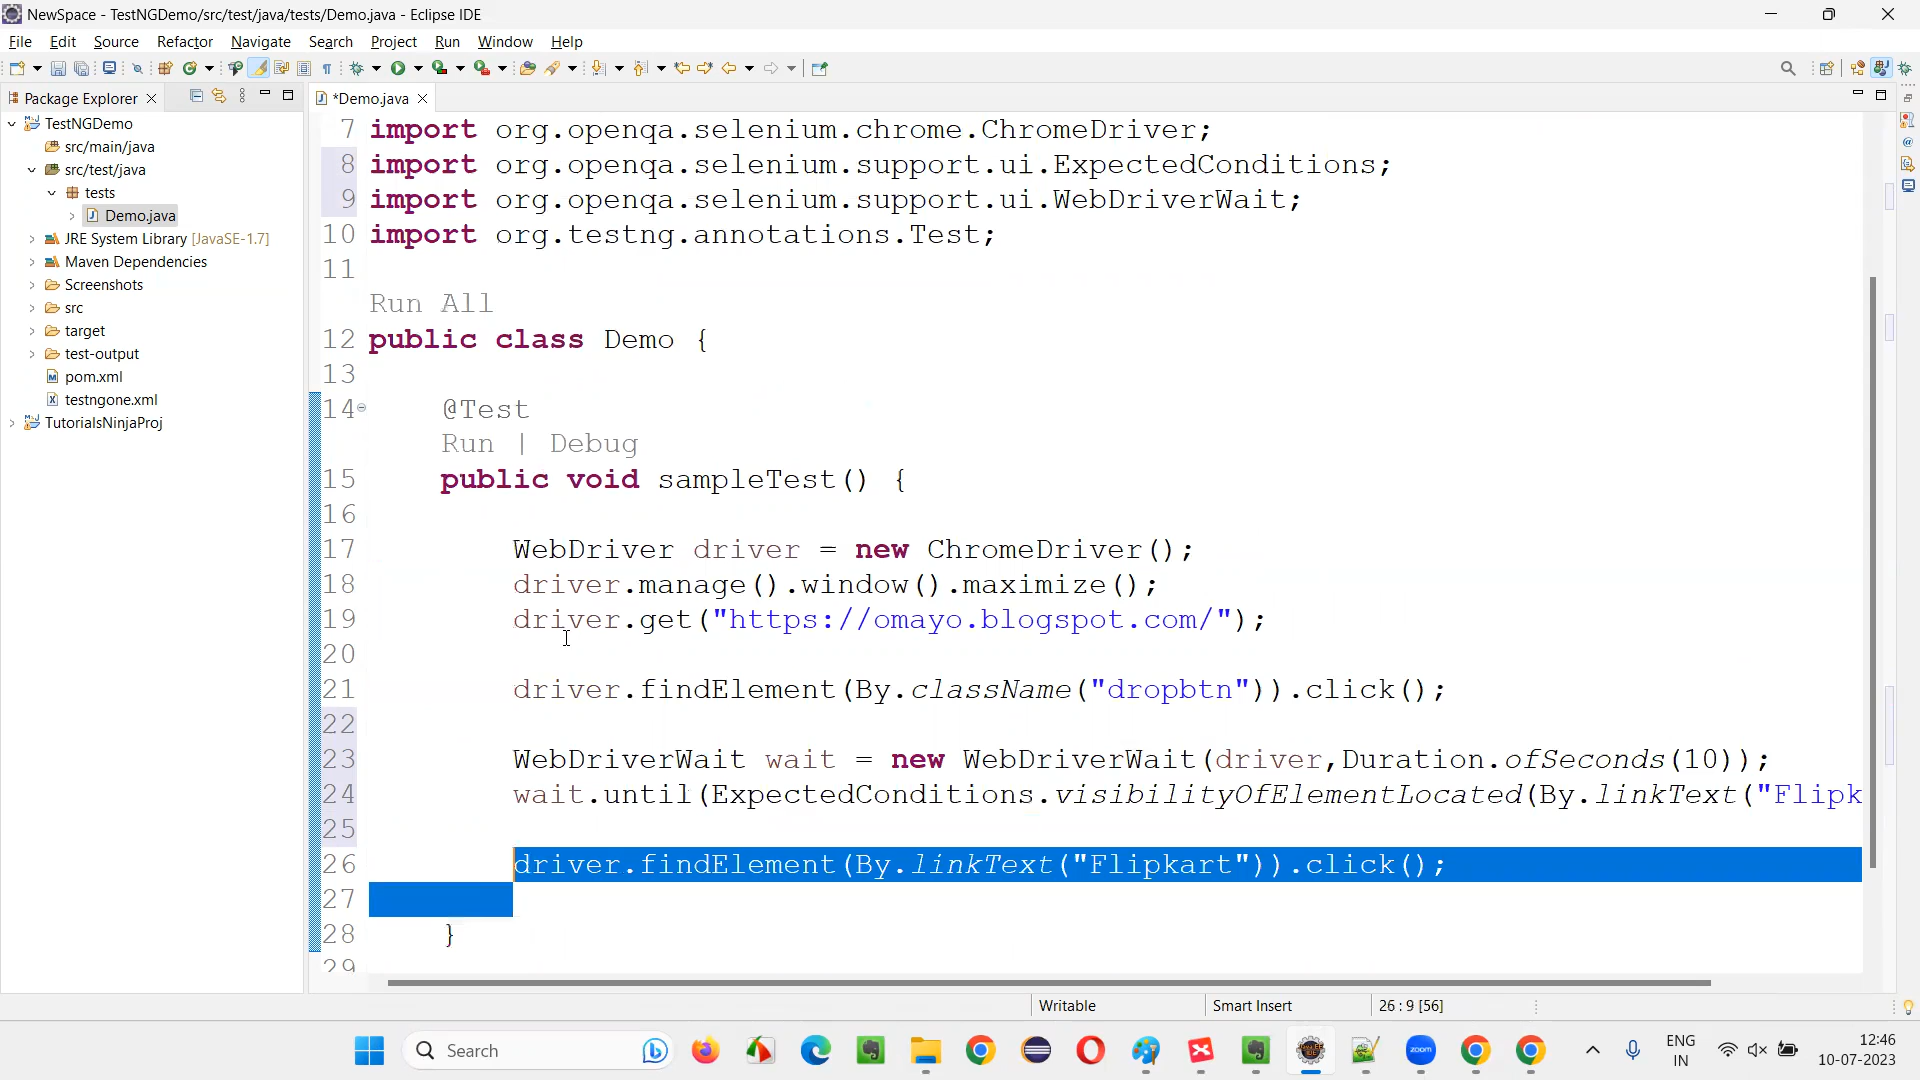 NewSpace - TestNGDemo/src/test/java/tests/Demo.java - Eclipse IDE
File Edit Source Refactor Navigate Search Project Run Window Help
Package Explorer
*Demo.java
TestNGDemo
src/main/java
src/test/java
tests
Demo.java
JRE System Library [JavaSE-1.7]
Maven Dependencies
Screenshots
src
target
test-output
pom.xml
testngone.xml
TutorialsNinjaProj
7 import org.openqa.selenium.chrome.ChromeDriver;
8 import org.openqa.selenium.support.ui.ExpectedConditions;
9 import org.openqa.selenium.support.ui.WebDriverWait;
10 import org.testng.annotations.Test;
11
Run All
12 public class Demo {
13
14 @Test
Run | Debug
15 public void sampleTest() {
16
17 WebDriver driver = new ChromeDriver();
18 driver.manage().window().maximize();
19 driver.get("https://omayo.blogspot.com/");
20
21 driver.findElement(By.className("dropbtn")).click();
22
23 WebDriverWait wait = new WebDriverWait(driver,Duration.ofSeconds(10));
24 wait.until(ExpectedConditions.visibilityOfElementLocated(By.linkText("Flipk
25
26 driver.findElement(By.linkText("Flipkart")).click();
27
28 }
29
Writable Smart Insert 26 : 9 [56]
Search
zoom
ENG
IN
12:46
10-07-2023